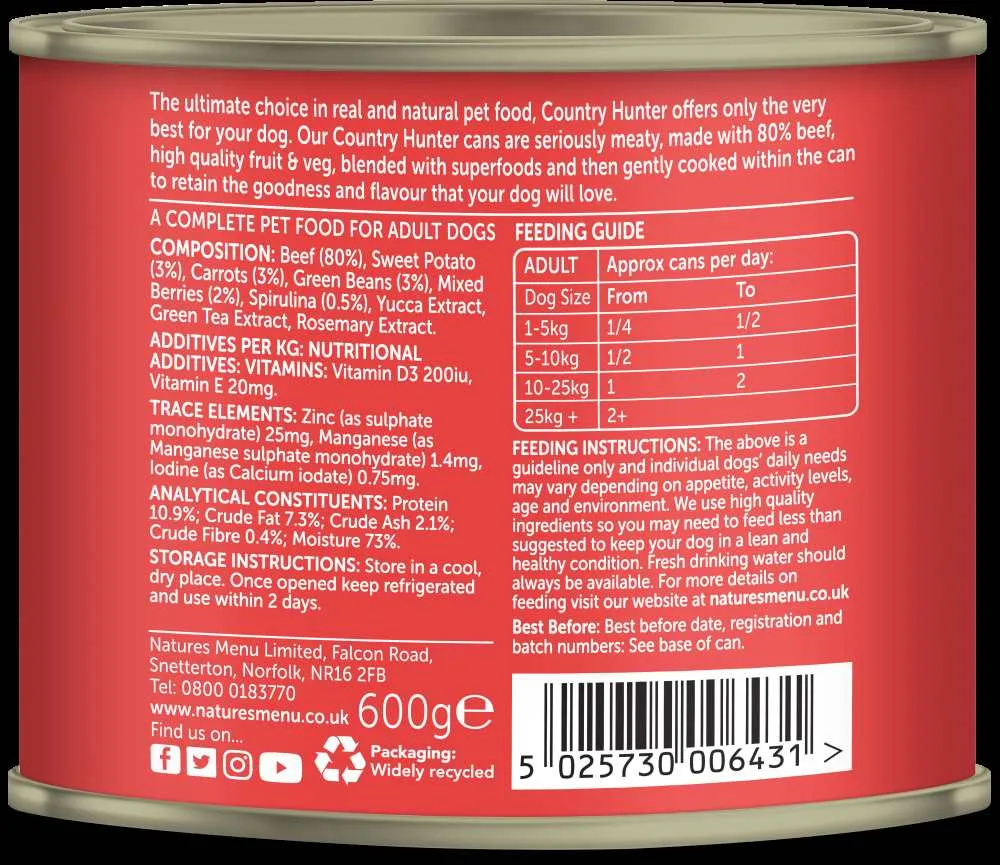 The ultimate choice in real and natural pet food, Country Hunter offers only the very
best for your dog. Our Country Hunter cans are seriously meaty, made with 80% beef,
high quality fruit & veg, blended with superfoods and then gently cooked within the can
to retain the goodness and flavour that your dog will love.
A COMPLETE PET FOOD FOR ADULT DOGS
COMPOSITION: Beef (80%), Sweet Potato
(3%), Carrots (3%), Green Beans (3%), Mixed
Berries (2%), Spirulina (0.5%), Yucca Extract,
Green Tea Extract, Rosemary Extract.
ADDITIVES PER KG: NUTRITIONAL
ADDITIVES: VITAMINS: Vitamin D3 200iu,
Vitamin E 20mg.
TRACE ELEMENTS: Zinc (as sulphate
monohydrate) 25mg, Manganese (as
Manganese sulphate monohydrate) 1.4mg,
Iodine (as Calcium iodate) 0.75mg.
ANALYTICAL CONSTITUENTS: Protein
10.9%; Crude Fat 7.3%; Crude Ash 2.1%;
Crude Fibre 0.4%; Moisture 73%.
STORAGE INSTRUCTIONS: Store in a cool,
dry place. Once opened keep refrigerated
and use within 2 days.
Natures Menu Limited, Falcon Road,
Snetterton, Norfolk, NR16 2FB
Tel: 0800 0183770
www.naturesmenu.co.uk
600g e
Find us on...
Packaging:
Widely recycled
FEEDING GUIDE
ADULT Approx cans per day:
Dog Size From To
1-5kg 1/4 1/2
5-10kg 1/2 1
10-25kg 1 2
25kg + 2+
FEEDING INSTRUCTIONS: The above is a
guideline only and individual dogs' daily needs
may vary depending on appetite, activity levels,
age and environment. We use high quality
ingredients so you may need to feed less than
suggested to keep your dog in a lean and
healthy condition. Fresh drinking water should
always be available. For more details on
feeding visit our website at naturesmenu.co.uk
Best Before: Best before date, registration and
batch numbers: See base of can.
5 025730 006431 >